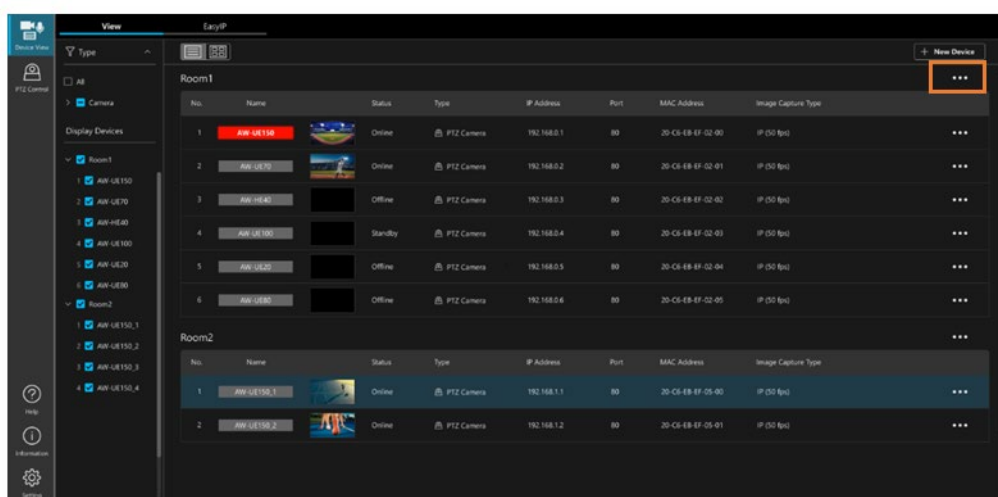 View EasyIP
Device View
PTZ Control
Type
New Device
All
Camera
Display Devices
Room1
1 AW-UE150
2 AW-UE70
3 AW-HE40
4 AW-UE100
5 AW-UE20
6 AW-UE80
Room2
1 AW-UE150_1
2 AW-UE150_2
3 AW-UE150_3
4 AW-UE150_4
Help
Information
Settings
Room1
No. Name Status Type IP Address Port MAC Address Image Capture Type
1 AW-UE150 Online PTZ Camera 192.168.0.1 80 20-C6-EB-EF-02-00 IP (50 fps)
2 AW-UE70 Online PTZ Camera 192.168.0.2 80 20-C6-EB-EF-02-01 IP (50 fps)
3 AW-HE40 Offline PTZ Camera 192.168.0.3 80 20-C6-EB-EF-02-02 IP (50 fps)
4 AW-UE100 Standby PTZ Camera 192.168.0.4 80 20-C6-EB-EF-02-03 IP (50 fps)
5 AW-UE20 Offline PTZ Camera 192.168.0.5 80 20-C6-EB-EF-02-04 IP (50 fps)
6 AW-UE80 Offline PTZ Camera 192.168.0.6 80 20-C6-EB-EF-02-05 IP (50 fps)
Room2
No. Name Status Type IP Address Port MAC Address Image Capture Type
1 AW-UE150_1 Online PTZ Camera 192.168.1.1 80 20-C6-EB-EF-05-00 IP (50 fps)
2 AW-UE150_2 Online PTZ Camera 192.168.1.2 80 20-C6-EB-EF-05-01 IP (50 fps)